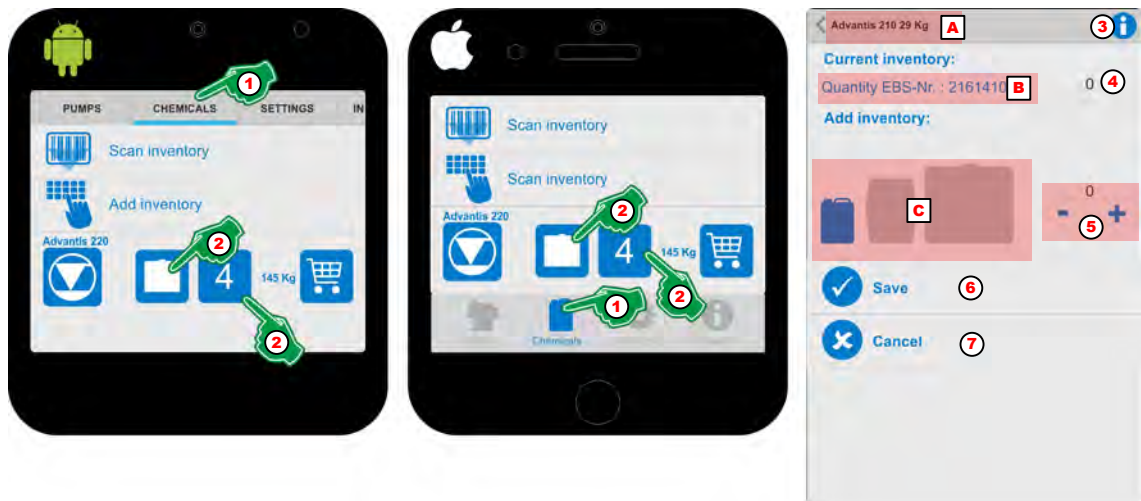 PUMPS CHEMICALS SETTINGS IN
1
Scan inventory
Add inventory
Advantis 220
2
4
145 Kg
2
Scan inventory
Scan inventory
Advantis 220
2
4
145 Kg
1
2
Chemicals
Advantis 210 29 Kg A 3
Current inventory:
Quantity EBS-Nr. : 2161410 B 0 4
Add inventory:
C
0
- +
5
Save 6
Cancel 7